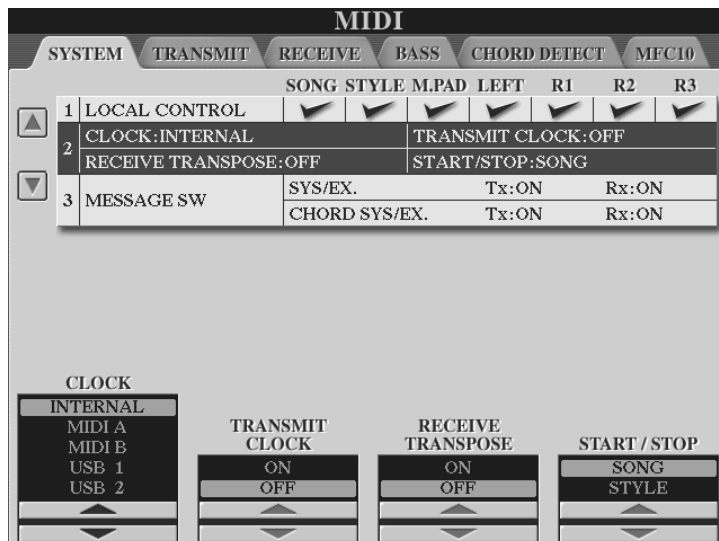 MIDI
SYSTEM TRANSMIT RECEIVE BASS CHORD DETECT MFC10
SONG STYLE M.PAD LEFT R1 R2 R3
1 LOCAL CONTROL
2 CLOCK:INTERNAL TRANSMIT CLOCK:OFF
RECEIVE TRANSPOSE:OFF START/STOP:SONG
3 MESSAGE SW SYS/EX. Tx:ON Rx:ON
CHORD SYS/EX. Tx:ON Rx:ON
CLOCK
INTERNAL
MIDI A
MIDI B
USB 1
USB 2
TRANSMIT
CLOCK
ON
OFF
RECEIVE
TRANSPOSE
ON
OFF
START / STOP
SONG
STYLE